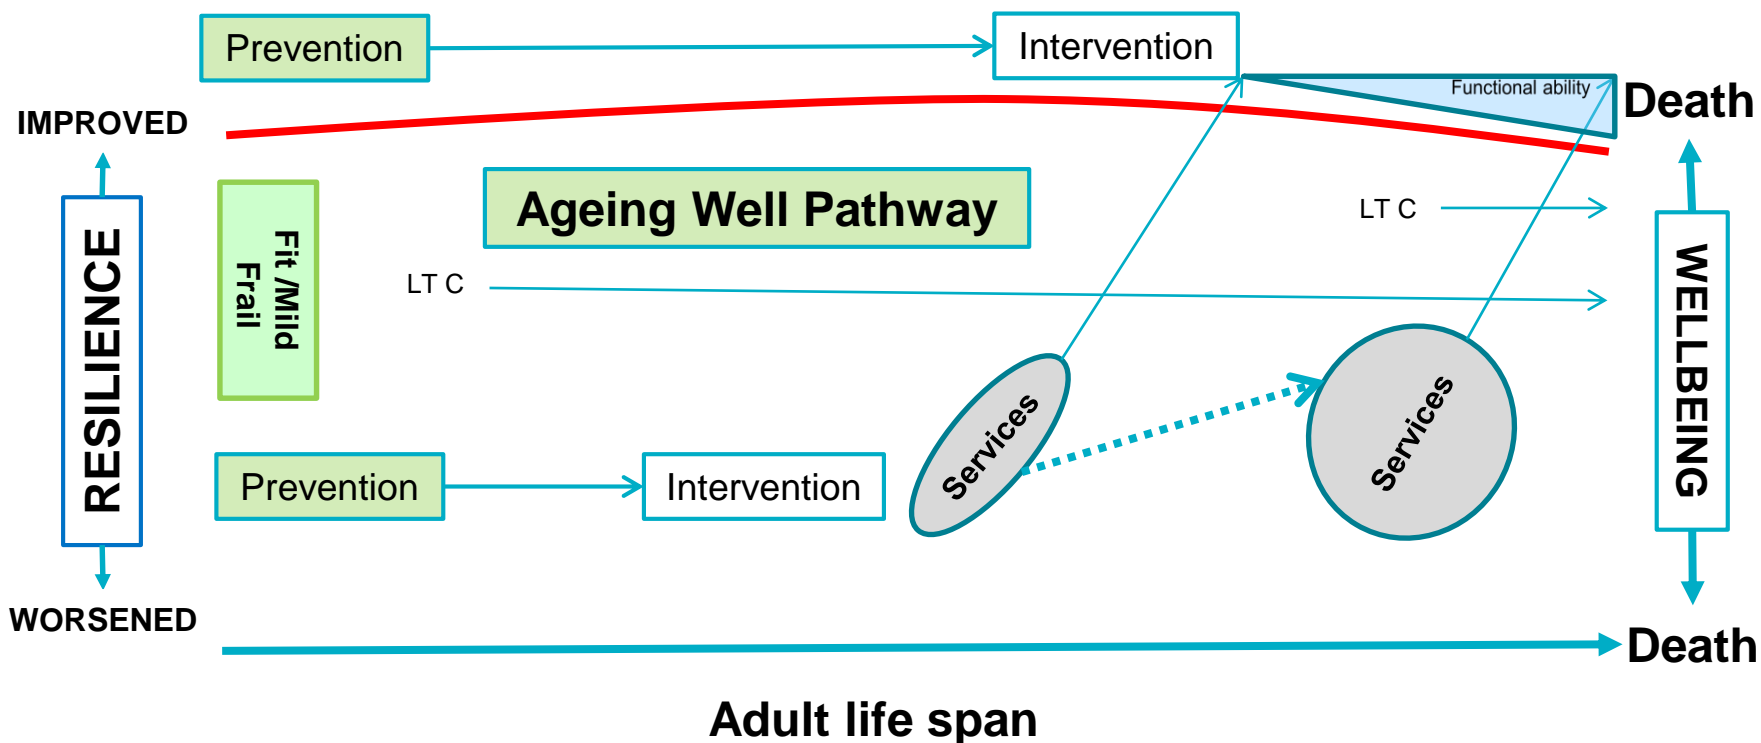 Prevention
Intervention
Functional ability
Death
IMPROVED
Ageing Well Pathway
LT C
RESILIENCE
Fit /Mild
Frail
LT C
WELLBEING
Services
Services
Prevention
Intervention
WORSENED
Death
Adult life span